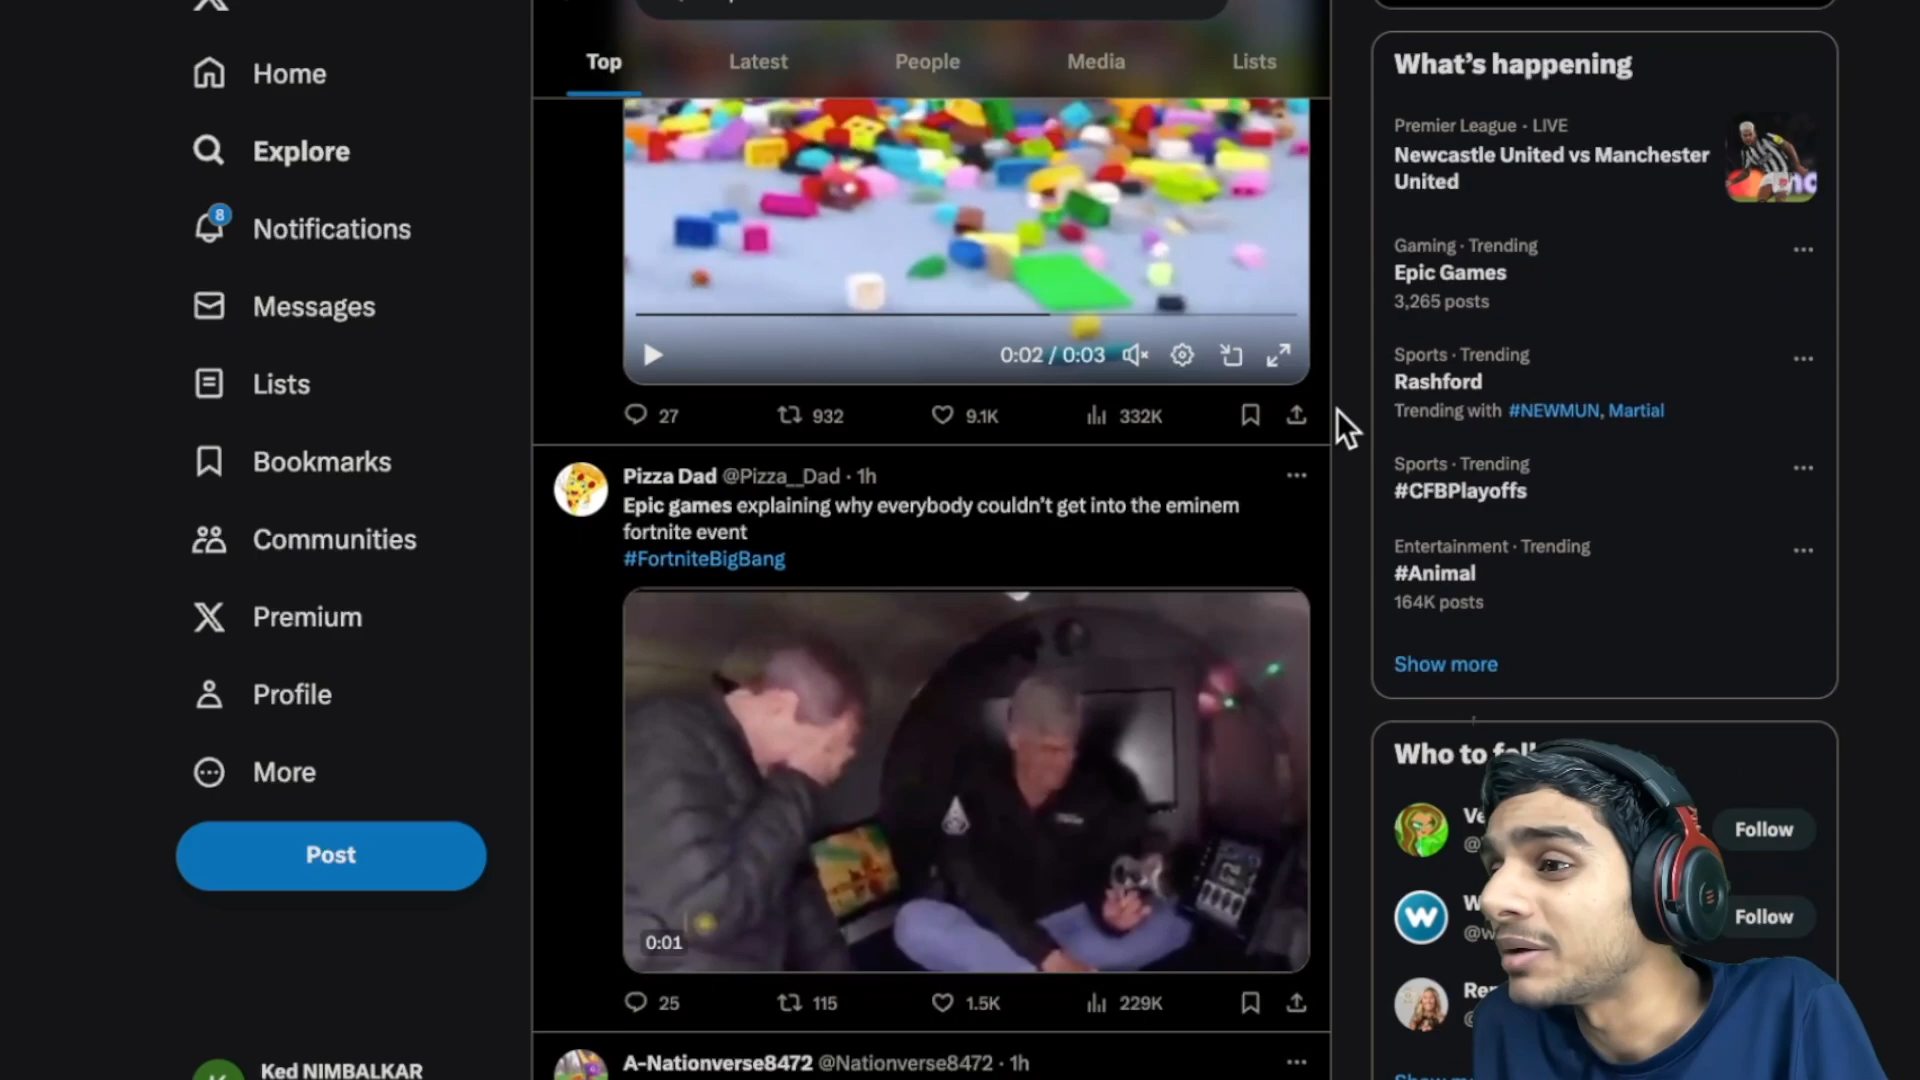 Home
Explore
8
Notifications
Messages
Lists
Bookmarks
Communities
Premium
Profile
More
Post
Ked NIMBALKAR
Top
Latest
People
Media
Lists
0:02 / 0:03
27
932
9.1K
332K
Pizza Dad @Pizza__Dad · 1h
Epic games explaining why everybody couldn't get into the eminem
fortnite event
#FortniteBigBang
0:01
25
115
1.5K
229K
A-Nationverse8472 @Nationverse8472 · 1h
What's happening
Premier League · LIVE
Newcastle United vs Manchester
United
Gaming · Trending
Epic Games
3,265 posts
Sports · Trending
Rashford
Trending with #NEWMUN, Martial
Sports · Trending
#CFBPlayoffs
Entertainment · Trending
#Animal
164K posts
Show more
Who to
Follow
W
Follow